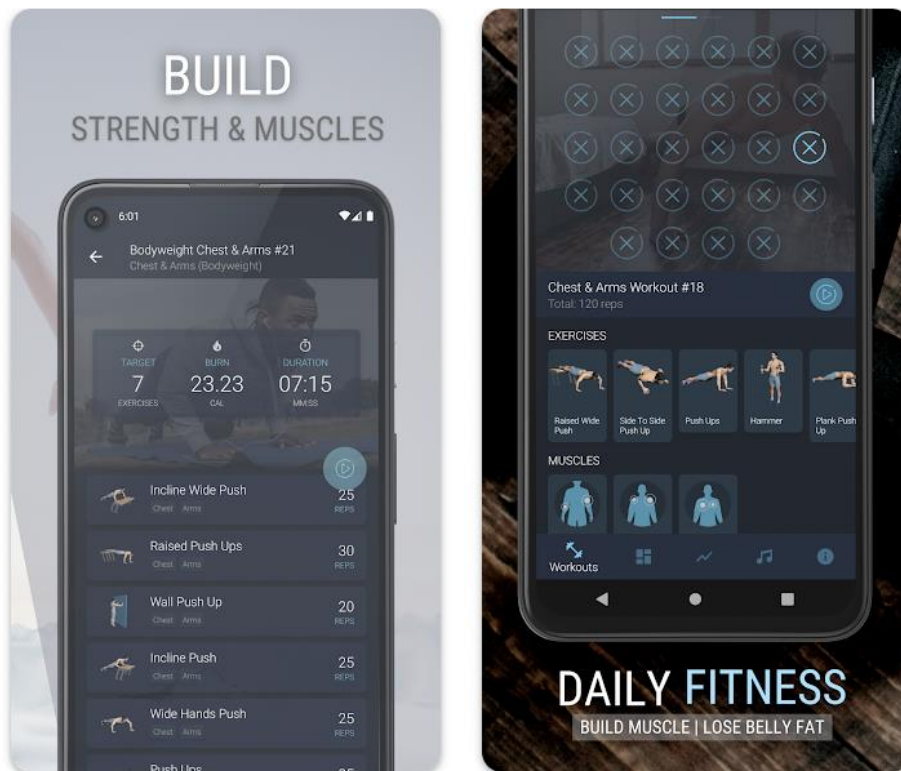 BUILD
STRENGTH & MUSCLES
6:01
Bodyweight Chest & Arms #21
Chest & Arms (Bodyweight)
TARGET
7
EXERCISES
BURN
23.23
CAL
DURATION
07:15
MM:SS
Incline Wide Push
Chest Arms
25
REPS
Raised Push Ups
Chest Arms
30
REPS
Wall Push Up
Chest Arms
20
REPS
Incline Push
Chest Arms
25
REPS
Wide Hands Push
Chest Arms
25
REPS
Push Ups
Chest & Arms Workout #18
Total: 120 reps
EXERCISES
Raised Wide
Push
Side To Side
Push Up
Push Ups
Hammer
Plank Push
Up
MUSCLES
Workouts
DAILY FITNESS
BUILD MUSCLE | LOSE BELLY FAT